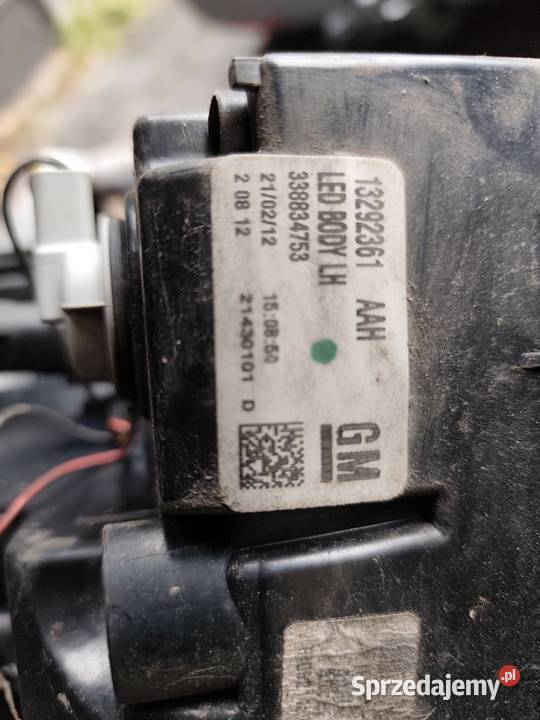 13292361 AAH
LED BODY LH
338834753
21/02/12 15:08:50
2 08 12 21430101 D
GM
Sprzedajemy.pl